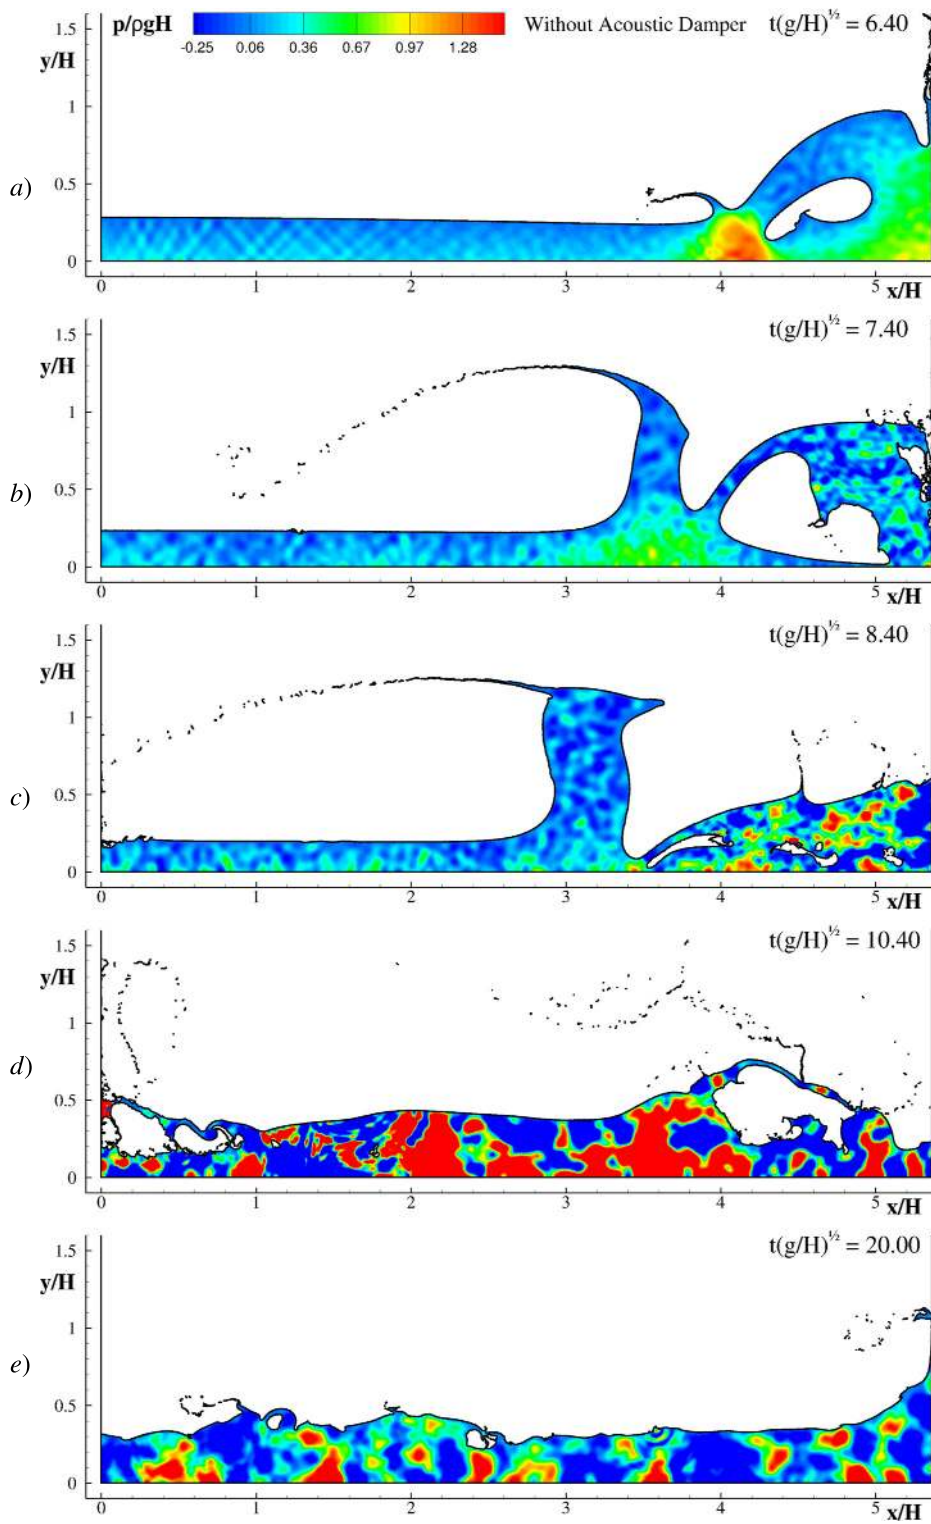 p/ρgH Without Acoustic Damper t(g/H)^½ = 6.40
-0.25 0.06 0.36 0.67 0.97 1.28
1.5
y/H
1
a)
0.5
0
0 1 2 3 4 5
x/H
t(g/H)^½ = 7.40
1.5
y/H
1
b)
0.5
0
0 1 2 3 4 5
x/H
t(g/H)^½ = 8.40
1.5
y/H
1
c)
0.5
0
0 1 2 3 4 5
x/H
t(g/H)^½ = 10.40
1.5
y/H
1
d)
0.5
0
0 1 2 3 4 5
x/H
t(g/H)^½ = 20.00
1.5
y/H
1
e)
0.5
0
0 1 2 3 4 5
x/H